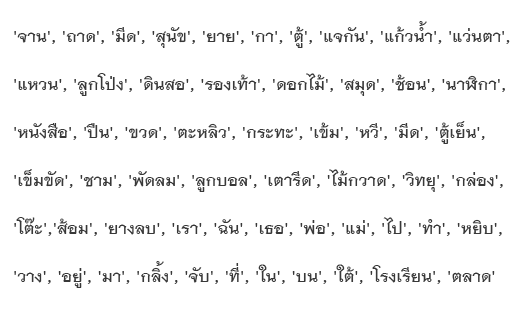 'จาน', 'ถาด', 'มีด', 'สุนัข', 'ยาย', 'กา', 'ตู้', 'แจกัน', 'แก้วน้ำ', 'แว่นตา',
'แหวน', 'ลูกโป่ง', 'ดินสอ', 'รองเท้า', 'ดอกไม้', 'สมุด', 'ช้อน', 'นาฬิกา',
'หนังสือ', 'ปืน', 'ขวด', 'ตะหลิว', 'กระทะ', 'เข้ม', 'หวี', 'มีด', 'ตู้เย็น',
'เข็มขัด', 'ชาม', 'พัดลม', 'ลูกบอล', 'เตารีด', 'ไม้กวาด', 'วิทยุ', 'กล่อง',
'โต๊ะ','ส้อม', 'ยางลบ', 'เรา', 'ฉัน', 'เธอ', 'พ่อ', 'แม่', 'ไป', 'ทำ', 'หยิบ',
'วาง', 'อยู่', 'มา', 'กลิ้ง', 'จับ', 'ที่', 'ใน', 'บน', 'ใต้', 'โรงเรียน', 'ตลาด'